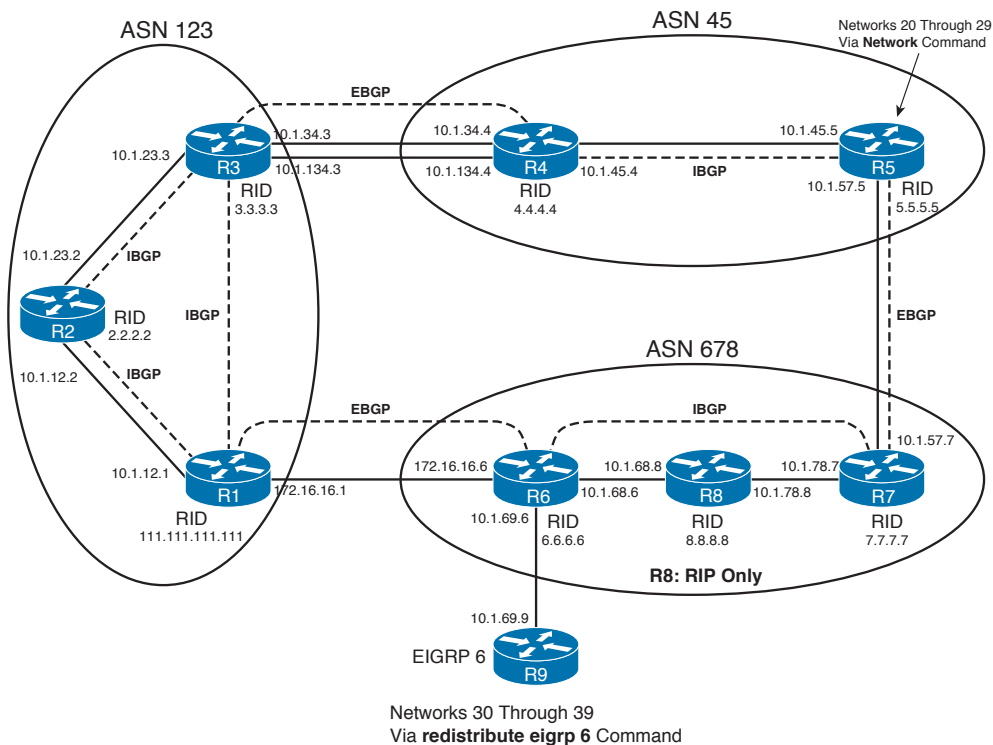 ASN 123
ASN 45
Networks 20 Through 29
Via Network Command
EBGP
10.1.34.3
10.1.34.4
10.1.45.5
10.1.23.3
R3
R4
R5
10.1.134.3
10.1.134.4
10.1.45.4
IBGP
10.1.57.5
RID
3.3.3.3
RID
4.4.4.4
RID
5.5.5.5
10.1.23.2
IBGP
R2
RID
2.2.2.2
IBGP
EBGP
10.1.12.2
IBGP
ASN 678
EBGP
IBGP
10.1.57.7
10.1.12.1
R1
172.16.16.1
172.16.16.6
R6
10.1.68.8
10.1.68.6
R8
10.1.78.7
10.1.78.8
R7
RID
111.111.111.111
10.1.69.6
RID
6.6.6.6
RID
8.8.8.8
RID
7.7.7.7
R8: RIP Only
10.1.69.9
EIGRP 6
R9
Networks 30 Through 39
Via redistribute eigrp 6 Command